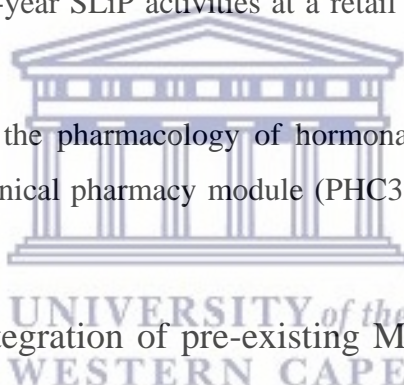 -year SLiP activities at a retail
the pharmacology of hormona
nical pharmacy module (PHC3
UNIVERSITY of the
tegration of pre-existing M
WESTERN CAPE